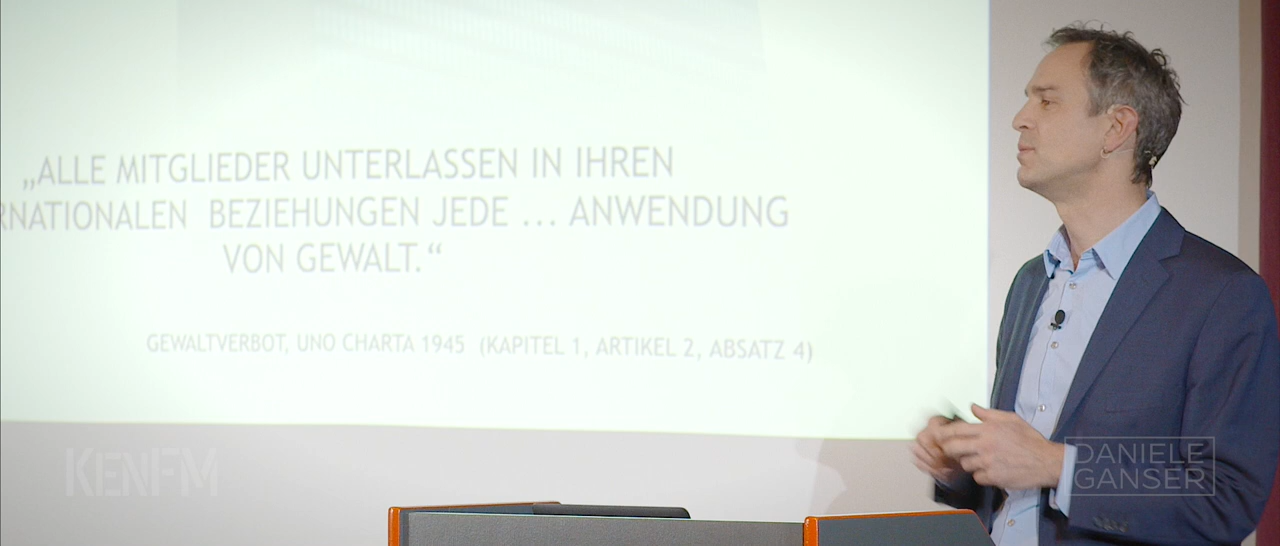 „ALLE MITGLIEDER UNTERLASSEN IN IHREN
RNATIONALEN BEZIEHUNGEN JEDE ... ANWENDUNG
VON GEWALT.“
GEWALTVERBOT, UNO CHARTA 1945 (KAPITEL 1, ARTIKEL 2, ABSATZ 4)
KENFM
DANIELE
GANSER